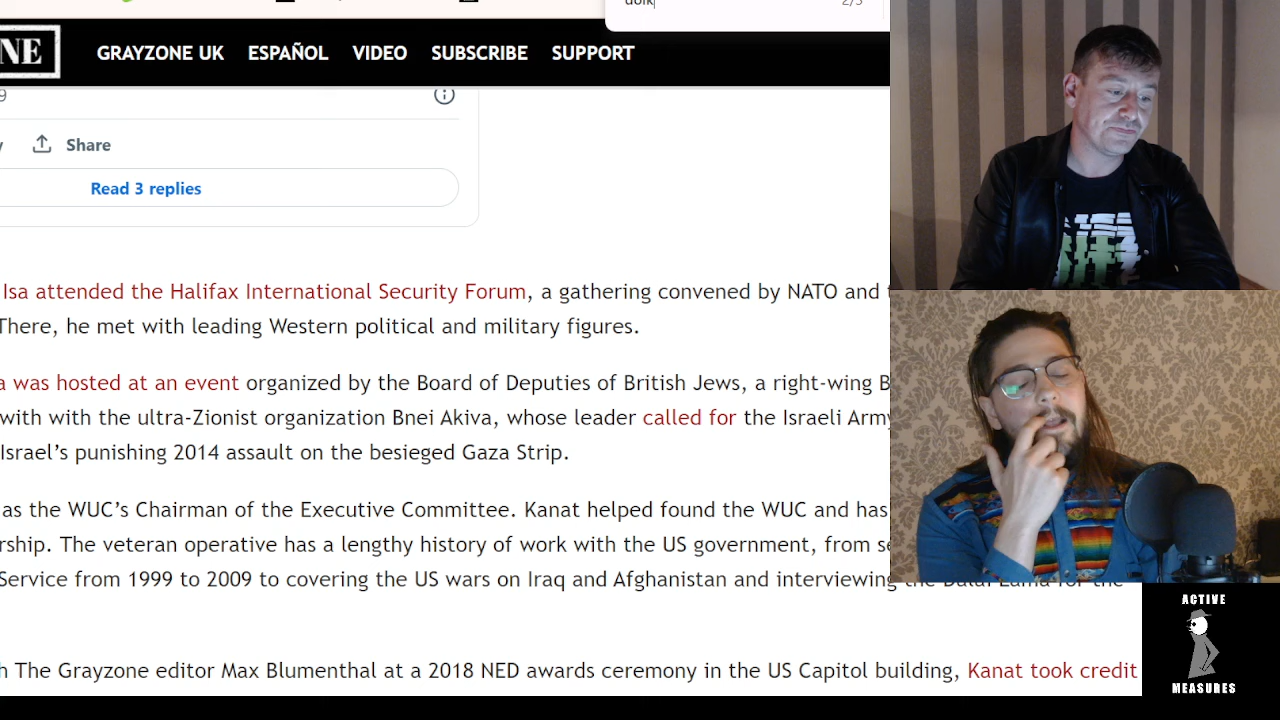 dolk 2/5
NE GRAYZONE UK ESPAÑOL VIDEO SUBSCRIBE SUPPORT
9
Share
Read 3 replies
Isa attended the Halifax International Security Forum, a gathering convened by NATO and
There, he met with leading Western political and military figures.
a was hosted at an event organized by the Board of Deputies of British Jews, a right-wing B
with with the ultra-Zionist organization Bnei Akiva, whose leader called for the Israeli Army
Israel’s punishing 2014 assault on the besieged Gaza Strip.
as the WUC’s Chairman of the Executive Committee. Kanat helped found the WUC and has
rship. The veteran operative has a lengthy history of work with the US government, from se
Service from 1999 to 2009 to covering the US wars on Iraq and Afghanistan and interviewing the Dalai Lama for the
h The Grayzone editor Max Blumenthal at a 2018 NED awards ceremony in the US Capitol building, Kanat took credit
ACTIVE
MEASURES